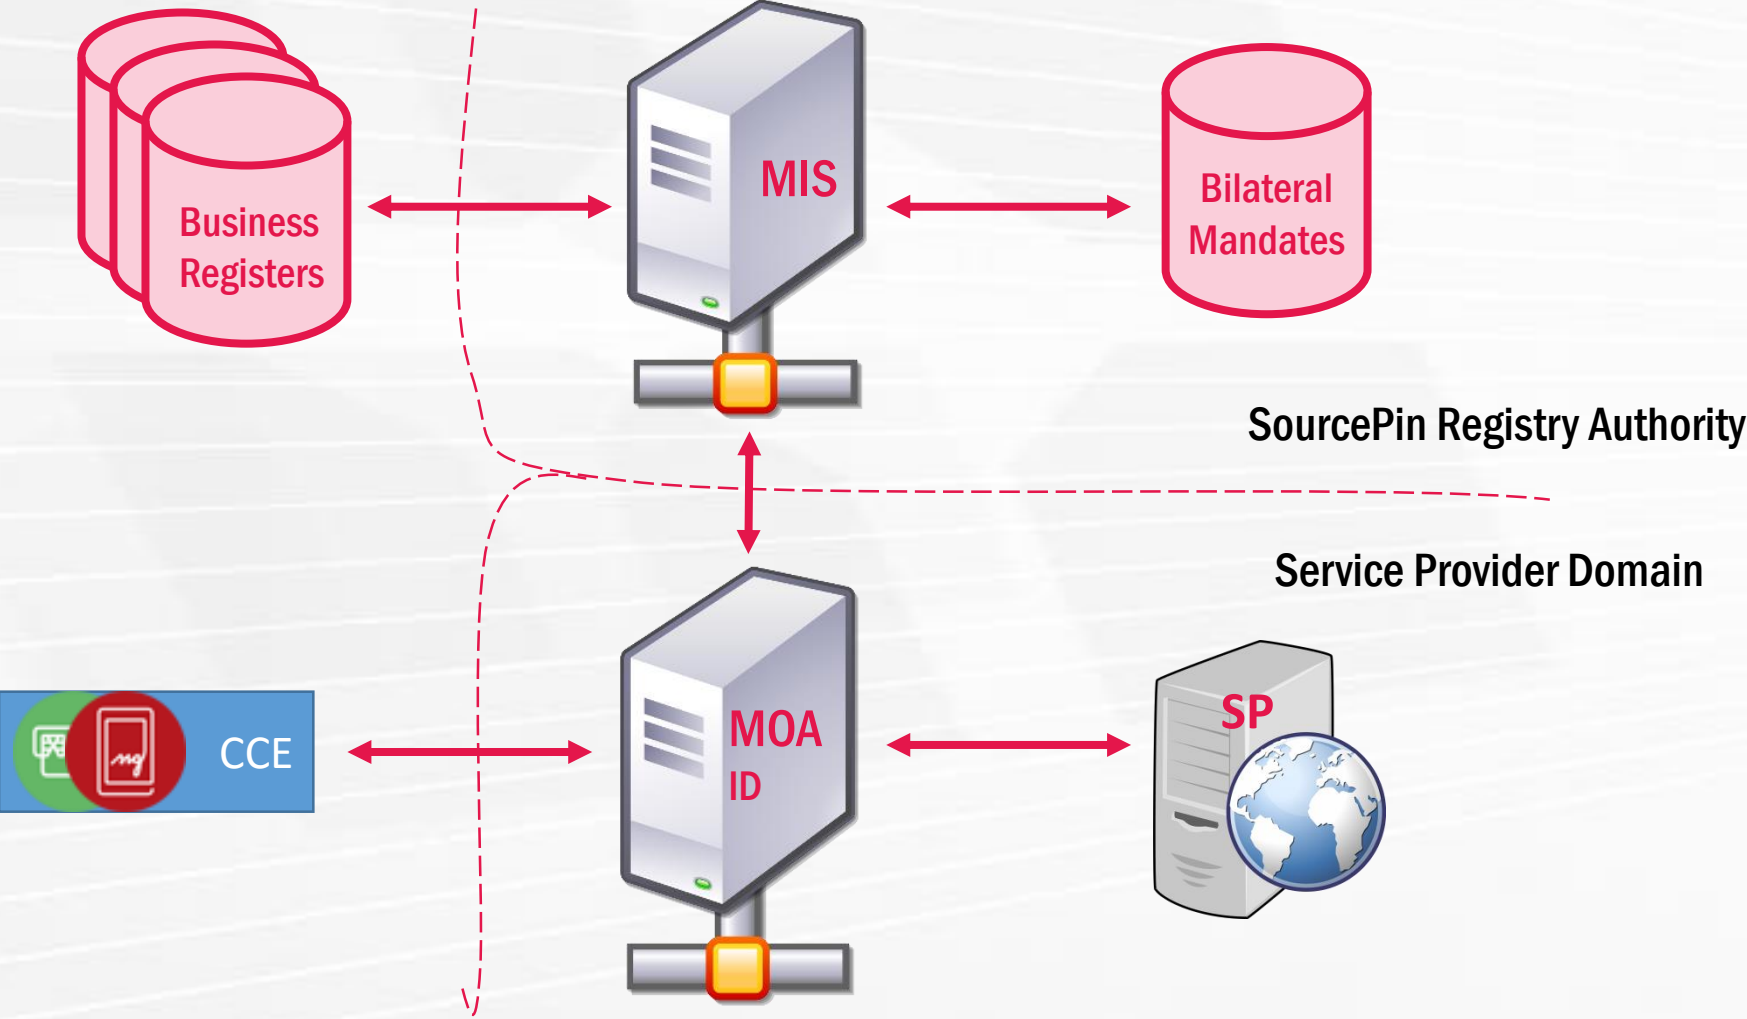 Business
Registers
MIS
Bilateral
Mandates
SourcePin Registry Authority
Service Provider Domain
CCE
MOA
ID
SP